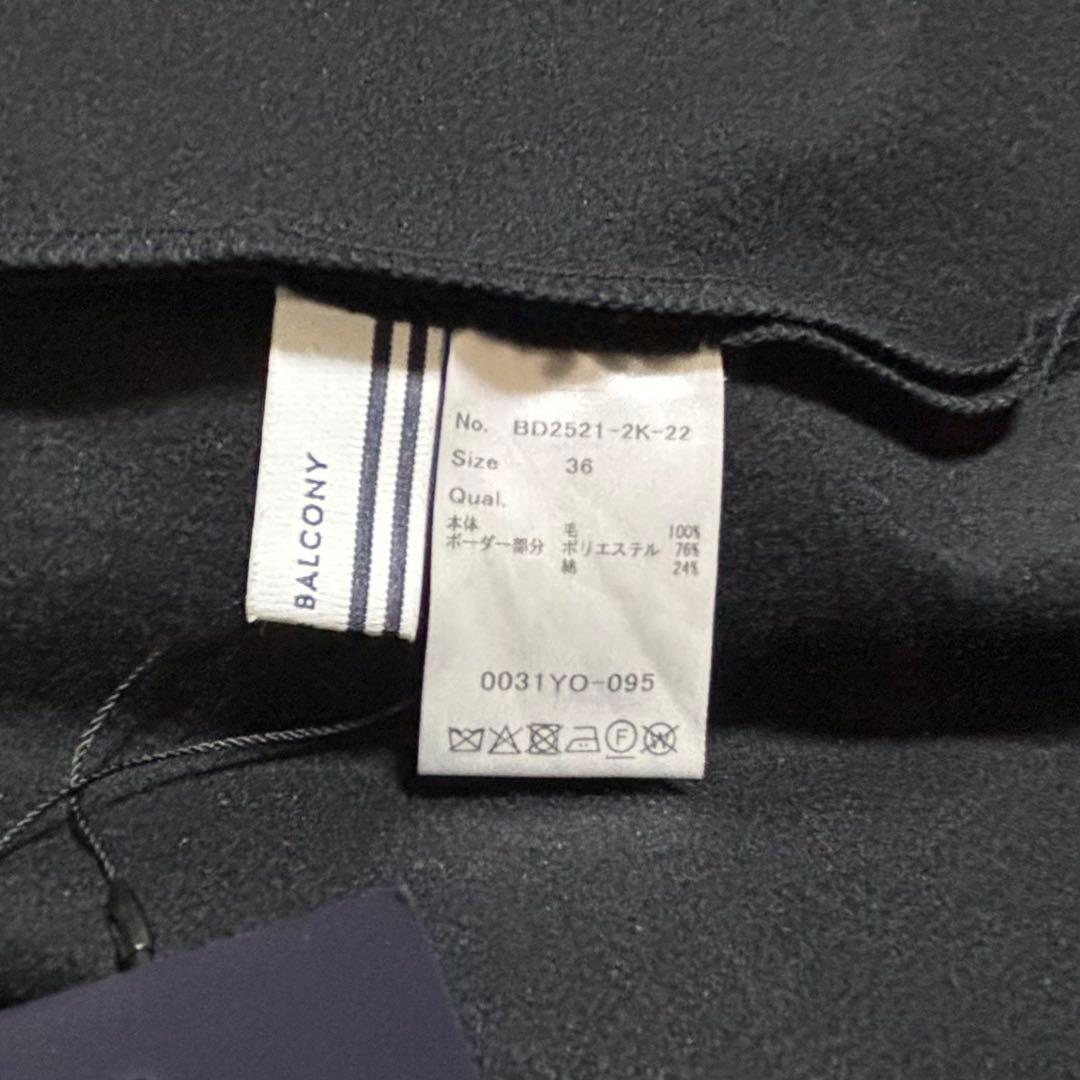 BALCONY
No. BD2521-2K-22
Size 36
Qual.
本体 毛 100%
ボーダー部分 ポリエステル 76%
綿 24%
0031YO-095
F W